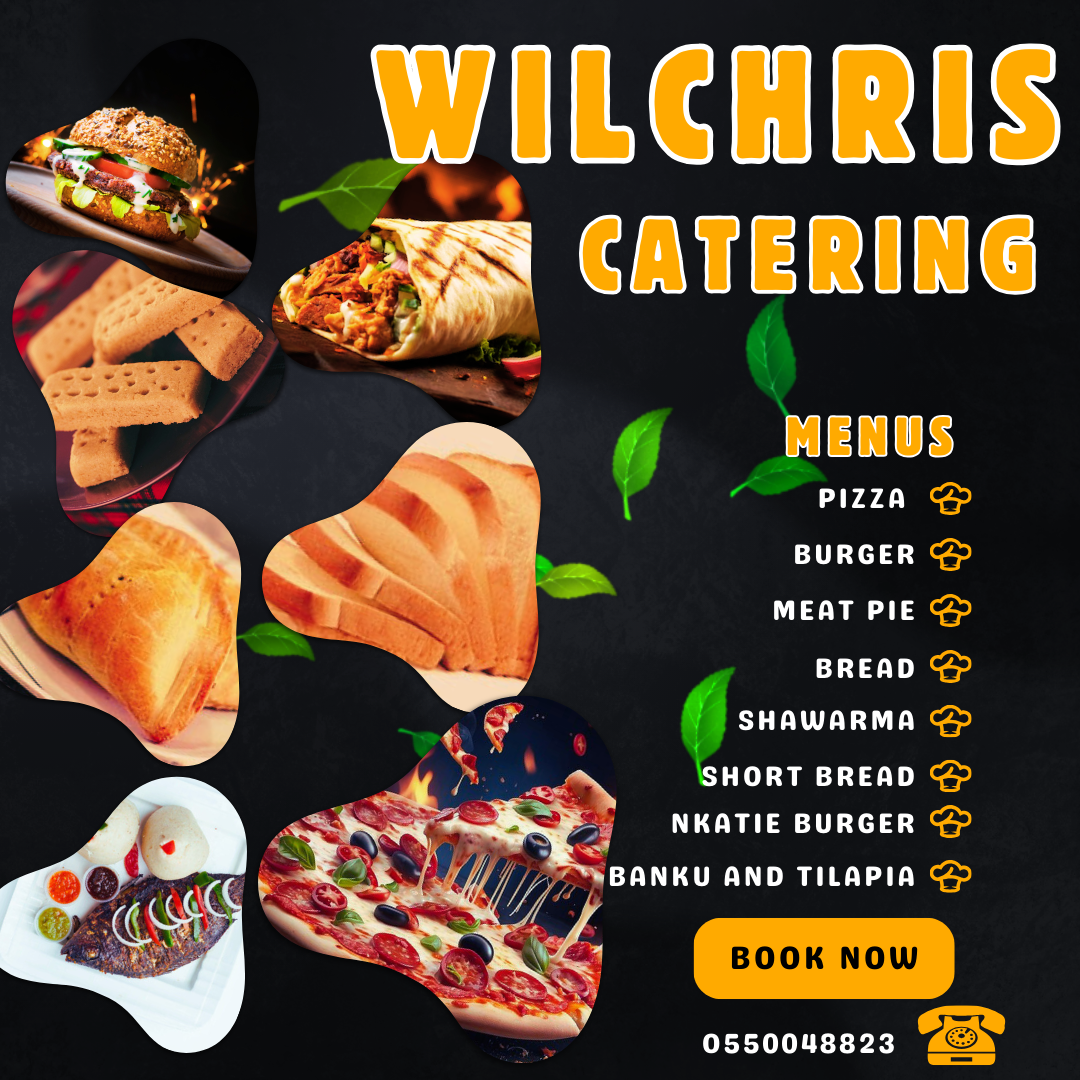 WILCHRIS
CATERING
MENUS
PIZZA
BURGER
MEAT PIE
BREAD
SHAWARMA
SHORT BREAD
NKATIE BURGER
BANKU AND TILAPIA
BOOK NOW
0550048823